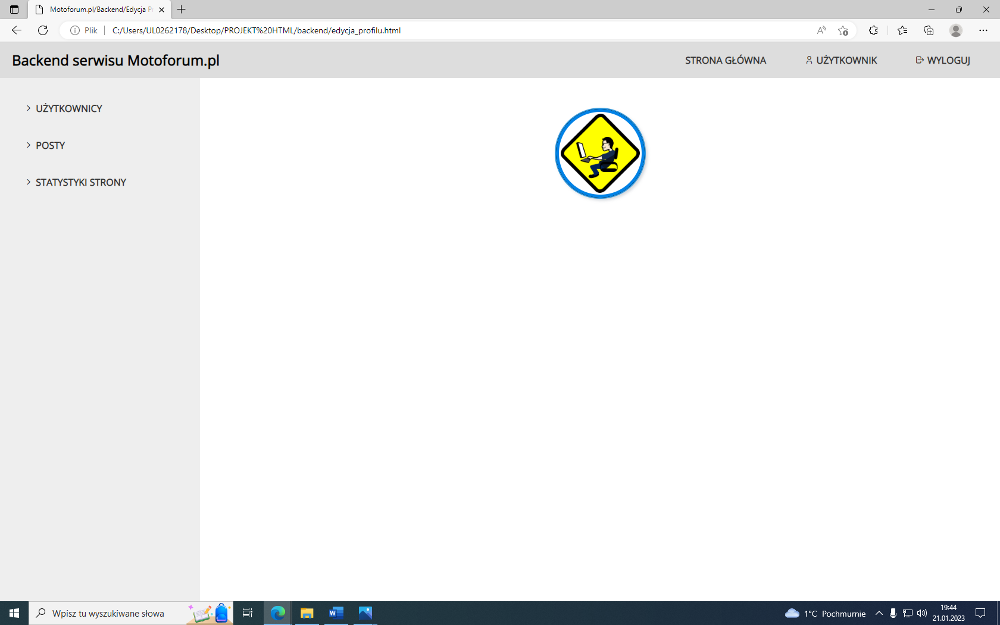 Motoforum.pl/Backend/Edycja P
Plik
C:/Users/UL0262178/Desktop/PROJEKT%20HTML/backend/edycja_profilu.html
Backend serwisu Motoforum.pl
STRONA GŁÓWNA
UŻYTKOWNIK
WYLOGUJ
UŻYTKOWNICY
POSTY
STATYSTYKI STRONY
Wpisz tu wyszukiwane słowa
1°C Pochmurnie
19:44
21.01.2023